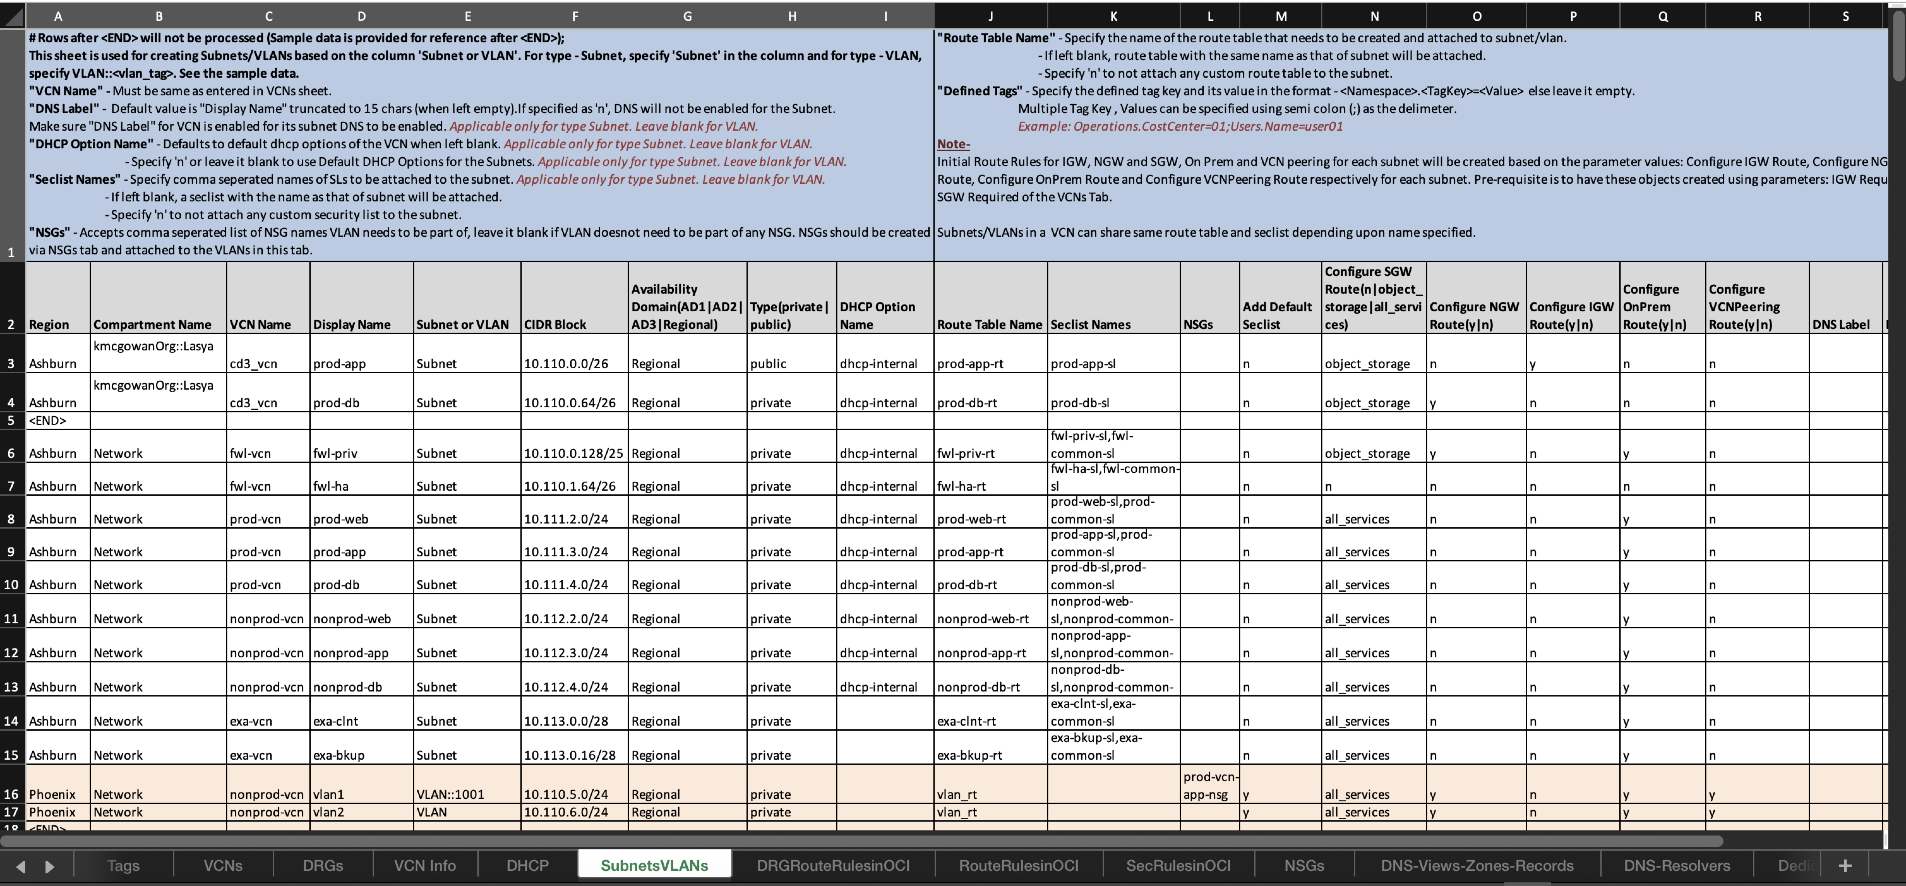 A B C D E F G H I J K L M N O P Q R S
# Rows after <END> will not be processed (Sample data is provided for reference after <END>);
This sheet is used for creating Subnets/VLANs based on the column 'Subnet or VLAN'. For type - Subnet, specify 'Subnet' in the column and for type - VLAN,
specify VLAN::<vlan_tag>. See the sample data.
"VCN Name" - Must be same as entered in VCNs sheet.
"DNS Label" - Default value is "Display Name" truncated to 15 chars (when left empty).If specified as 'n', DNS will not be enabled for the Subnet.
Make sure "DNS Label" for VCN is enabled for its subnet DNS to be enabled. Applicable only for type Subnet. Leave blank for VLAN.
"DHCP Option Name" - Defaults to default dhcp options of the VCN when left blank. Applicable only for type Subnet. Leave blank for VLAN.
- Specify 'n' or leave it blank to use Default DHCP Options for the Subnets. Applicable only for type Subnet. Leave blank for VLAN.
"Seclist Names" - Specify comma seperated names of SLs to be attached to the subnet. Applicable only for type Subnet. Leave blank for VLAN.
- If left blank, a seclist with the name as that of subnet will be attached.
- Specify 'n' to not attach any custom security list to the subnet.
"NSGs" - Accepts comma seperated list of NSG names VLAN needs to be part of, leave it blank if VLAN doesnot need to be part of any NSG. NSGs should be created
1 via NSGs tab and attached to the VLANs in this tab.
"Route Table Name" - Specify the name of the route table that needs to be created and attached to subnet/vlan.
- If left blank, route table with the same name as that of subnet will be attached.
- Specify 'n' to not attach any custom route table to the subnet.
"Defined Tags" - Specify the defined tag key and its value in the format - <Namespace>.<TagKey>=<Value> else leave it empty.
Multiple Tag Key , Values can be specified using semi colon (;) as the delimeter.
Example: Operations.CostCenter=01;Users.Name=user01
Note-
Initial Route Rules for IGW, NGW and SGW, On Prem and VCN peering for each subnet will be created based on the parameter values: Configure IGW Route, Configure NG
Route, Configure OnPrem Route and Configure VCNPeering Route respectively for each subnet. Pre-requisite is to have these objects created using parameters: IGW Requ
SGW Required of the VCNs Tab.
Subnets/VLANs in a VCN can share same route table and seclist depending upon name specified.
2 Region Compartment Name VCN Name Display Name Subnet or VLAN CIDR Block Availability Domain(AD1|AD2|AD3|Regional) Type(private|public) DHCP Option Name Route Table Name Seclist Names NSGs Add Default Seclist Configure SGW Route(n|object_storage|all_services) Configure NGW Route(y|n) Configure IGW Route(y|n) Configure OnPrem Route(y|n) Configure VCNPeering Route(y|n) DNS Label
3 Ashburn kmcgowanOrg::Lasya cd3_vcn prod-app Subnet 10.110.0.0/26 Regional public dhcp-internal prod-app-rt prod-app-sl n object_storage n y n n
4 Ashburn kmcgowanOrg::Lasya cd3_vcn prod-db Subnet 10.110.0.64/26 Regional private dhcp-internal prod-db-rt prod-db-sl n object_storage y n n n
5 <END>
6 Ashburn Network fwl-vcn fwl-priv Subnet 10.110.0.128/25 Regional private dhcp-internal fwl-priv-rt fwl-priv-sl,fwl-common-sl n object_storage y n y n
7 Ashburn Network fwl-vcn fwl-ha Subnet 10.110.1.64/26 Regional private dhcp-internal fwl-ha-rt fwl-ha-sl,fwl-common-sl n n n n n n
8 Ashburn Network prod-vcn prod-web Subnet 10.111.2.0/24 Regional private dhcp-internal prod-web-rt prod-web-sl,prod-common-sl n all_services n n y n
9 Ashburn Network prod-vcn prod-app Subnet 10.111.3.0/24 Regional private dhcp-internal prod-app-rt prod-app-sl,prod-common-sl n all_services n n y n
10 Ashburn Network prod-vcn prod-db Subnet 10.111.4.0/24 Regional private dhcp-internal prod-db-rt prod-db-sl,prod-common-sl n all_services n n y n
11 Ashburn Network nonprod-vcn nonprod-web Subnet 10.112.2.0/24 Regional private dhcp-internal nonprod-web-rt nonprod-web-sl,nonprod-common- n all_services n n y n
12 Ashburn Network nonprod-vcn nonprod-app Subnet 10.112.3.0/24 Regional private dhcp-internal nonprod-app-rt nonprod-app-sl,nonprod-common- n all_services n n y n
13 Ashburn Network nonprod-vcn nonprod-db Subnet 10.112.4.0/24 Regional private dhcp-internal nonprod-db-rt nonprod-db-sl,nonprod-common- n all_services n n y n
14 Ashburn Network exa-vcn exa-clnt Subnet 10.113.0.0/28 Regional private exa-clnt-rt exa-clnt-sl,exa-common-sl n all_services n n y n
15 Ashburn Network exa-vcn exa-bkup Subnet 10.113.0.16/28 Regional private exa-bkup-rt exa-bkup-sl,exa-common-sl n all_services n n y n
16 Phoenix Network nonprod-vcn vlan1 VLAN::1001 10.110.5.0/24 Regional private vlan_rt prod-vcn-app-nsg y all_services y n y y
17 Phoenix Network nonprod-vcn vlan2 VLAN 10.110.6.0/24 Regional private vlan_rt y all_services y n y y
18 <END>
Tags VCNs DRGs VCN Info DHCP SubnetsVLANs DRGRouteRulesinOCI RouteRulesinOCI SecRulesinOCI NSGs DNS-Views-Zones-Records DNS-Resolvers Dedic +